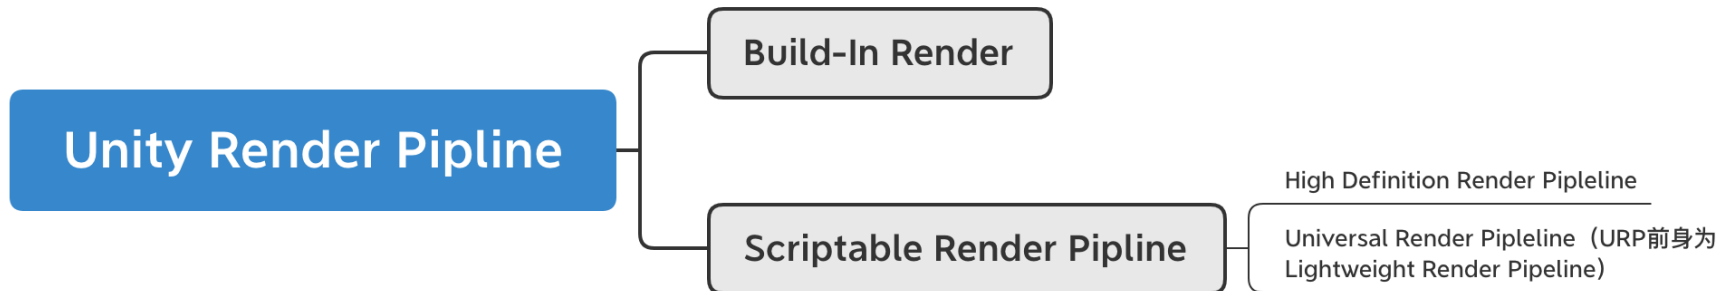 Unity Render Pipline
Build-In Render
Scriptable Render Pipline
High Definition Render Pipleline
Universal Render Pipleline（URP前身为
Lightweight Render Pipeline）